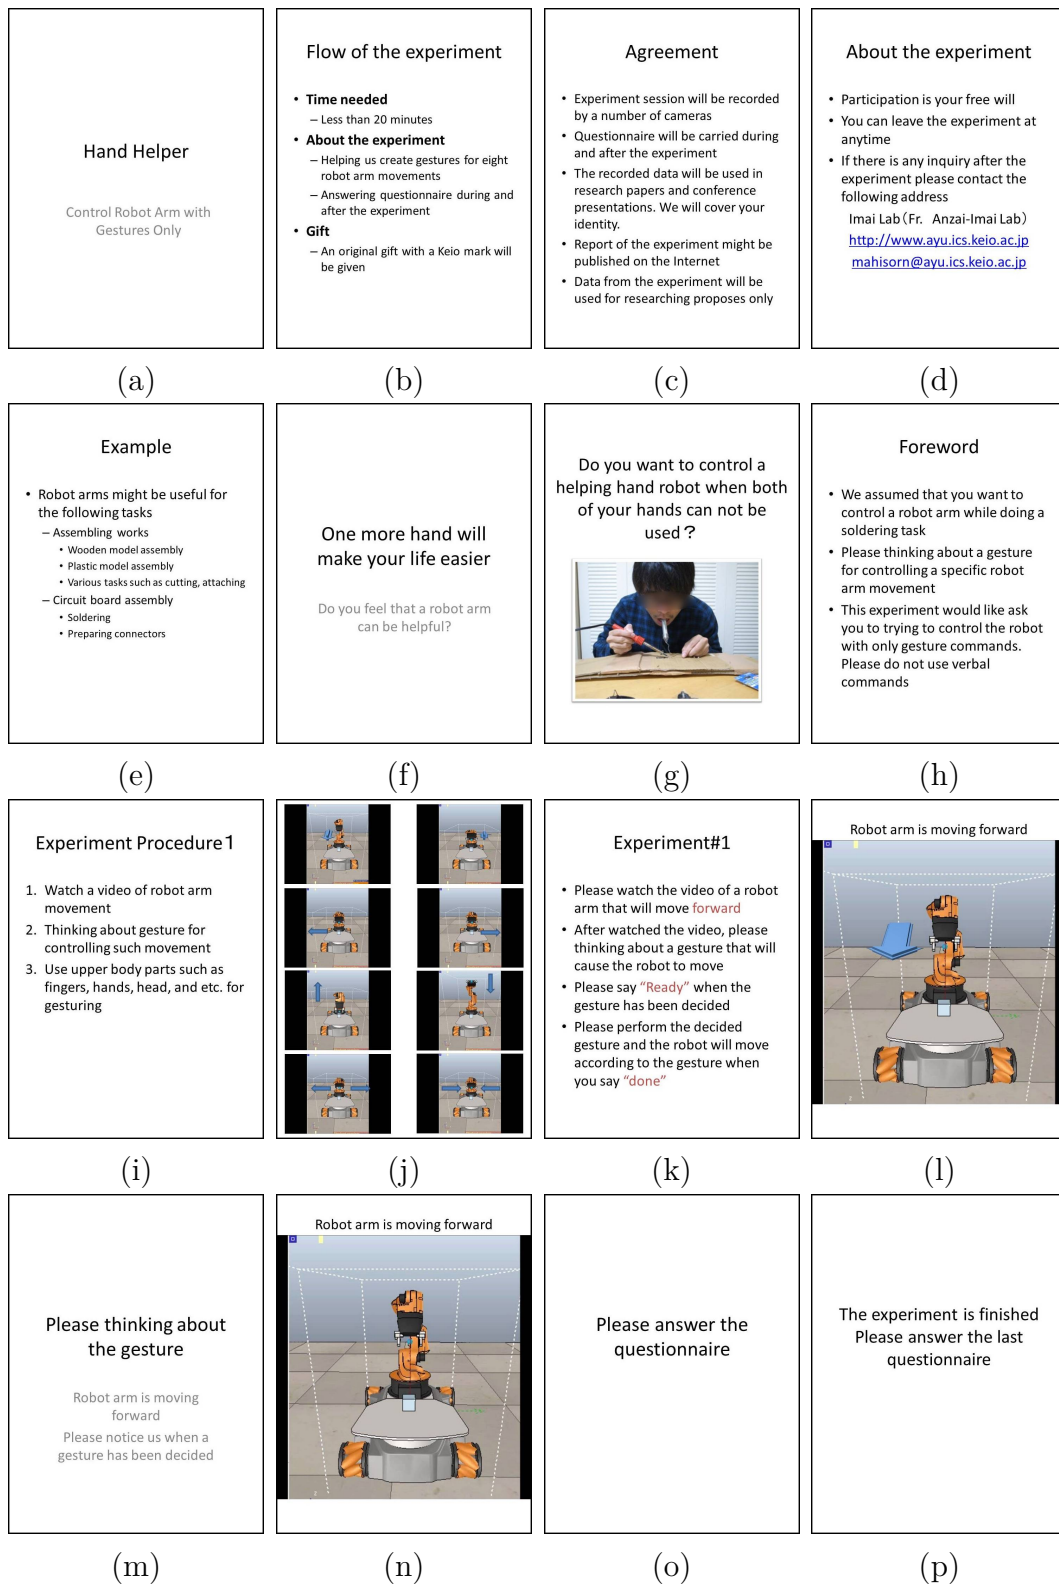 Hand Helper
Control Robot Arm with
Gestures Only
(a)
Flow of the experiment
• Time needed
– Less than 20 minutes
• About the experiment
– Helping us create gestures for eight
robot arm movements
– Answering questionnaire during and
after the experiment
• Gift
– An original gift with a Keio mark will
be given
(b)
Agreement
• Experiment session will be recorded
by a number of cameras
• Questionnaire will be carried during
and after the experiment
• The recorded data will be used in
research papers and conference
presentations. We will cover your
identity.
• Report of the experiment might be
published on the Internet
• Data from the experiment will be
used for researching proposes only
(c)
About the experiment
• Participation is your free will
• You can leave the experiment at
anytime
• If there is any inquiry after the
experiment please contact the
following address
Imai Lab（Fr. Anzai-Imai Lab）
http://www.ayu.ics.keio.ac.jp
mahisorn@ayu.ics.keio.ac.jp
(d)
Example
• Robot arms might be useful for
the following tasks
– Assembling works
• Wooden model assembly
• Plastic model assembly
• Various tasks such as cutting, attaching
– Circuit board assembly
• Soldering
• Preparing connectors
(e)
One more hand will
make your life easier
Do you feel that a robot arm
can be helpful?
(f)
Do you want to control a
helping hand robot when both
of your hands can not be
used？
(g)
Foreword
• We assumed that you want to
control a robot arm while doing a
soldering task
• Please thinking about a gesture
for controlling a specific robot
arm movement
• This experiment would like ask
you to trying to control the robot
with only gesture commands.
Please do not use verbal
commands
(h)
Experiment Procedure1
1. Watch a video of robot arm
movement
2. Thinking about gesture for
controlling such movement
3. Use upper body parts such as
fingers, hands, head, and etc. for
gesturing
(i)
(j)
Experiment#1
• Please watch the video of a robot
arm that will move forward
• After watched the video, please
thinking about a gesture that will
cause the robot to move
• Please say “Ready” when the
gesture has been decided
• Please perform the decided
gesture and the robot will move
according to the gesture when
you say “done”
(k)
Robot arm is moving forward
(l)
Please thinking about
the gesture
Robot arm is moving
forward
Please notice us when a
gesture has been decided
(m)
Robot arm is moving forward
(n)
Please answer the
questionnaire
(o)
The experiment is finished
Please answer the last
questionnaire
(p)